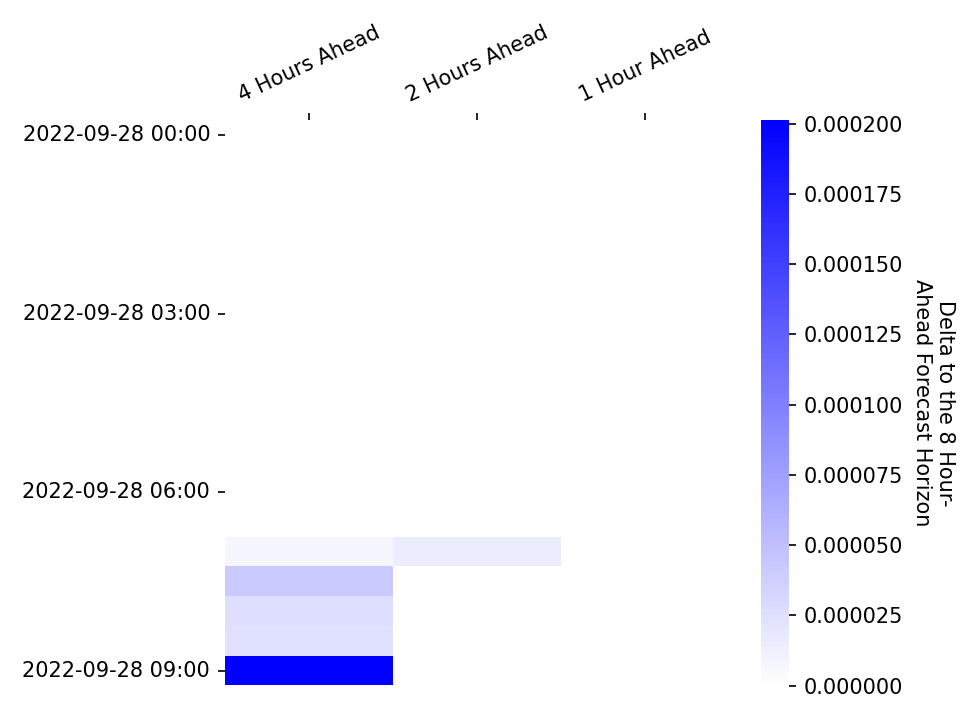 4 Hours Ahead
2 Hours Ahead
1 Hour Ahead
2022-09-28 00:00
2022-09-28 03:00
2022-09-28 06:00
2022-09-28 09:00
0.000200
0.000175
0.000150
0.000125
0.000100
0.000075
0.000050
0.000025
0.000000
Delta to the 8 Hour-
Ahead Forecast Horizon